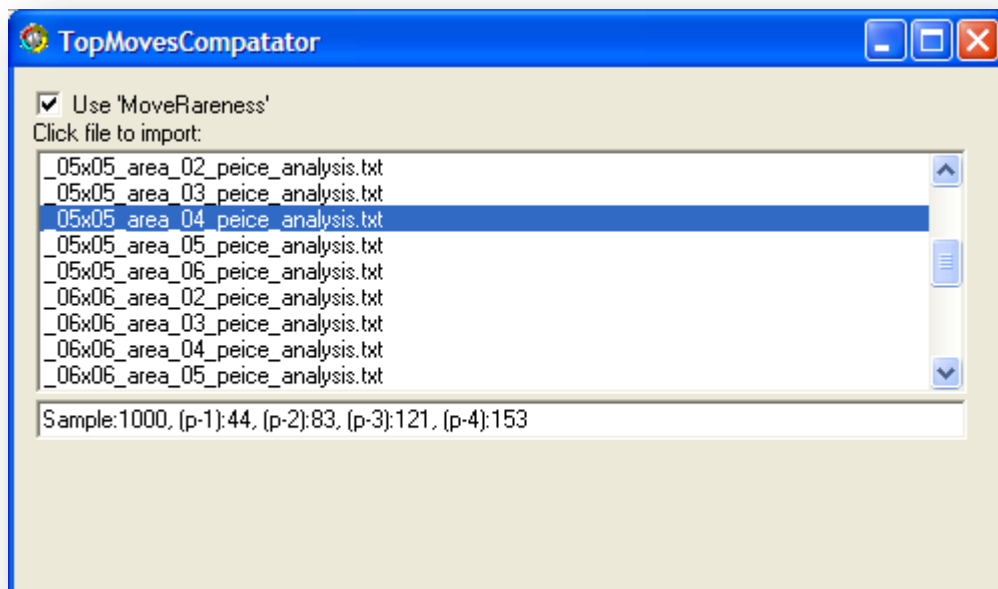 TopMovesCompatator
Use 'MoveRareness'
Click file to import:
_05x05_area_02_peice_analysis.txt
_05x05_area_03_peice_analysis.txt
_05x05_area_04_peice_analysis.txt
_05x05_area_05_peice_analysis.txt
_05x05_area_06_peice_analysis.txt
_06x06_area_02_peice_analysis.txt
_06x06_area_03_peice_analysis.txt
_06x06_area_04_peice_analysis.txt
_06x06_area_05_peice_analysis.txt
Sample:1000, (p-1):44, (p-2):83, (p-3):121, (p-4):153